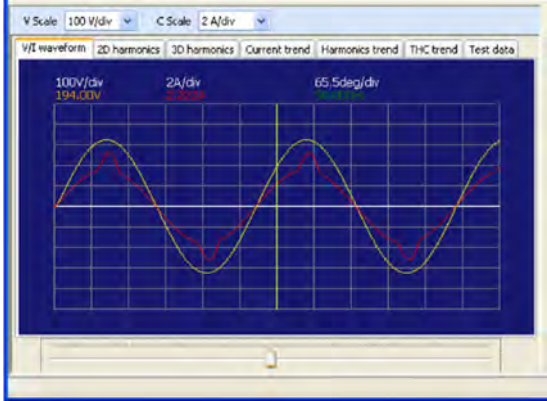 V Scale 100 V/div C Scale 2 A/div
V/I waveform 2D harmonics 3D harmonics Current trend Harmonics trend THC trend Test data
100V/div 2A/div 65.5deg/div
194.00V